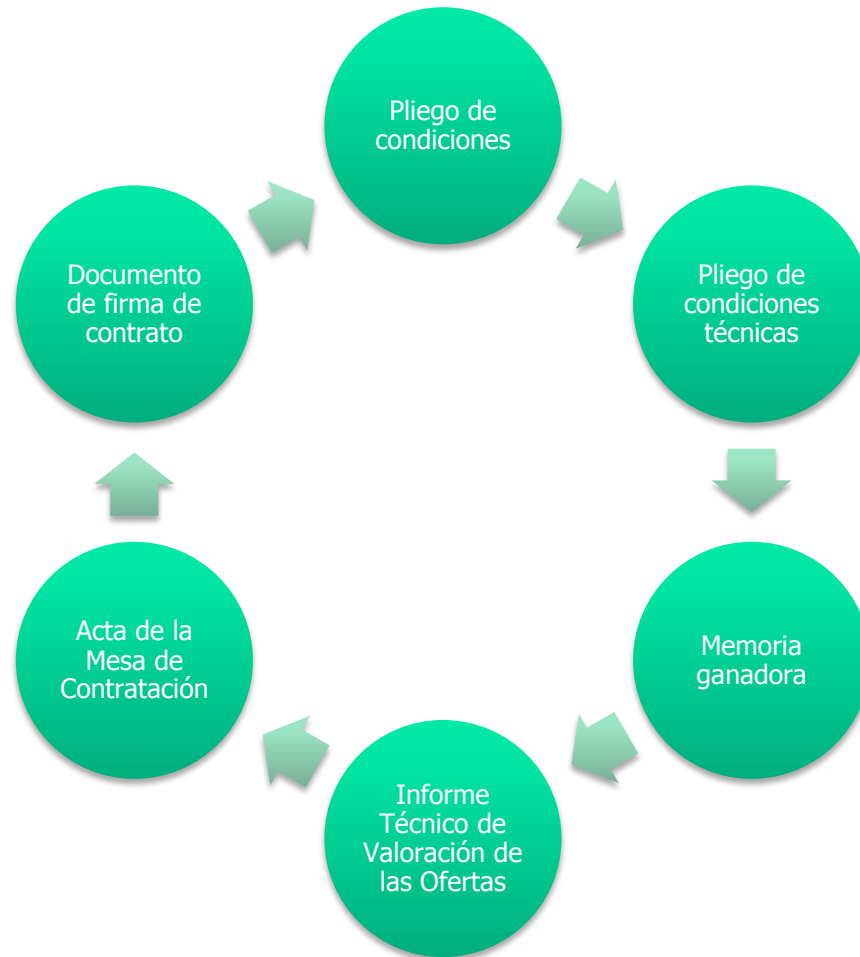 Pliego de
condiciones
Pliego de
condiciones
técnicas
Memoria
ganadora
Informe
Técnico de
Valoración de
las Ofertas
Acta de la
Mesa de
Contratación
Documento
de firma de
contrato